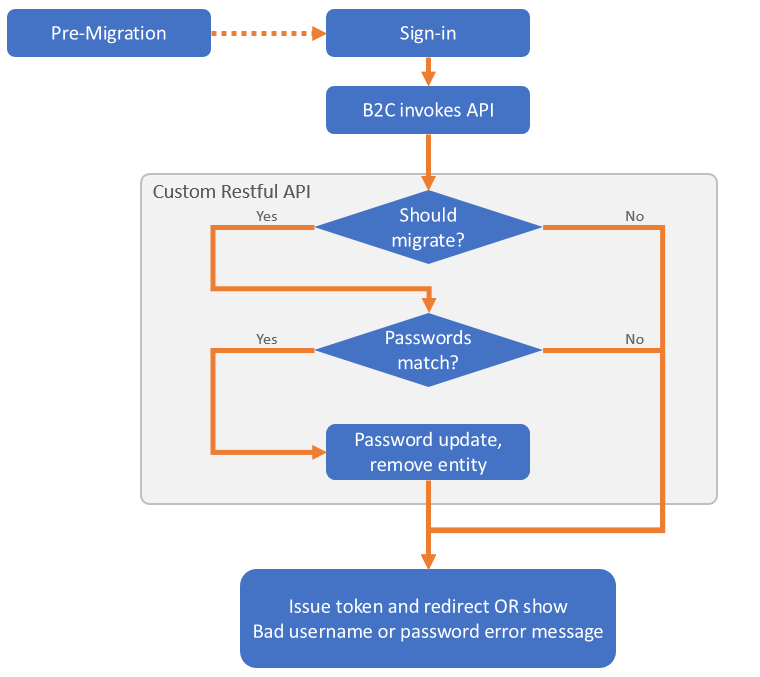 Pre-Migration
Sign-in
B2C invokes API
Custom Restful API
Should
migrate?
Yes
No
Passwords
match?
Yes
No
Password update,
remove entity
Issue token and redirect OR show
Bad username or password error message